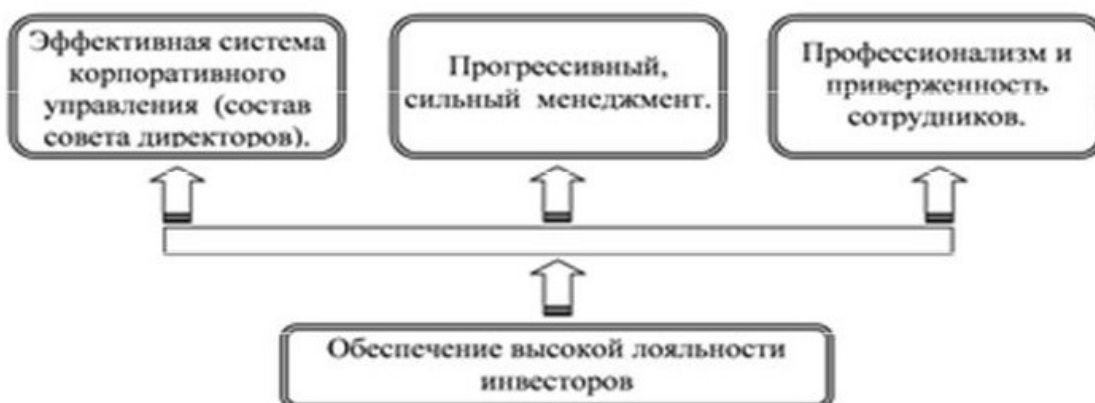 Эффективная система
корпоративного
управления (состав
совета директоров).
Прогрессивный,
сильный менеджмент.
Профессионализм и
приверженность
сотрудников.
Обеспечение высокой лояльности
инвесторов